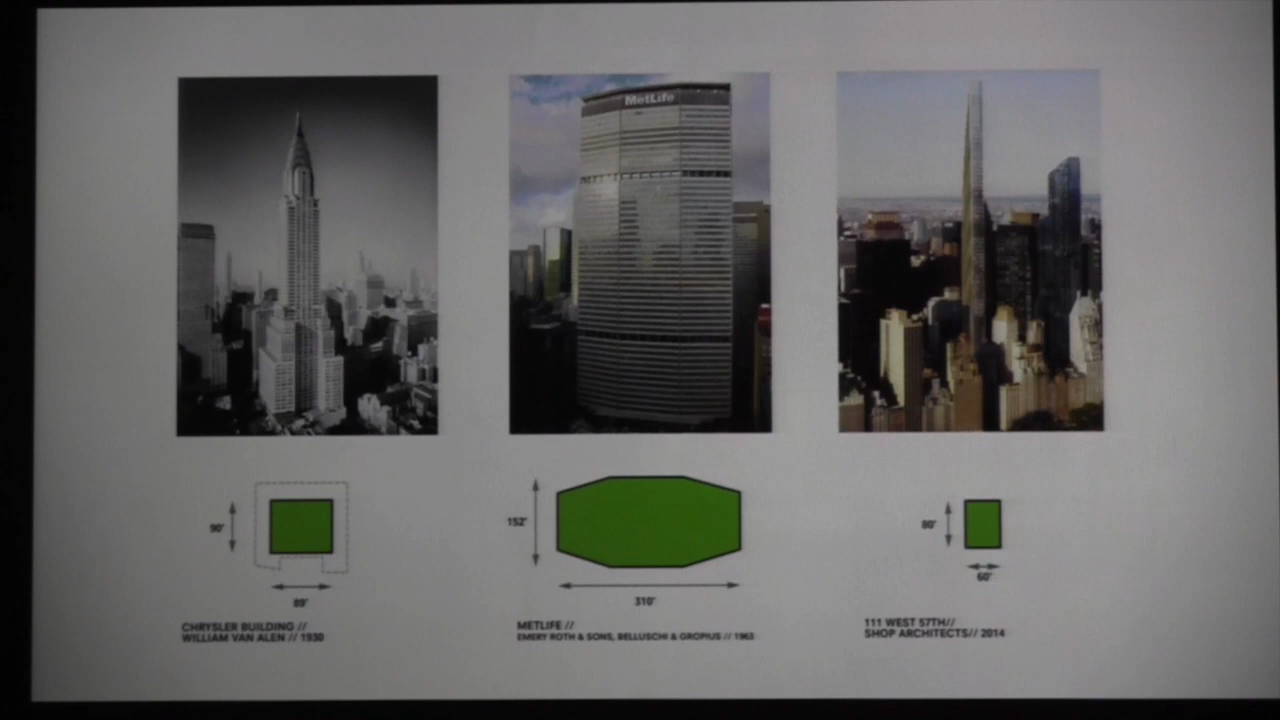 MetLife
90'
89'
CHRYSLER BUILDING //
WILLIAM VAN ALEN // 1930
152'
310'
METLIFE //
EMERY ROTH & SONS, BELLUSCHI & GROPIUS // 1963
80'
60'
111 WEST 57TH//
SHOP ARCHITECTS// 2014